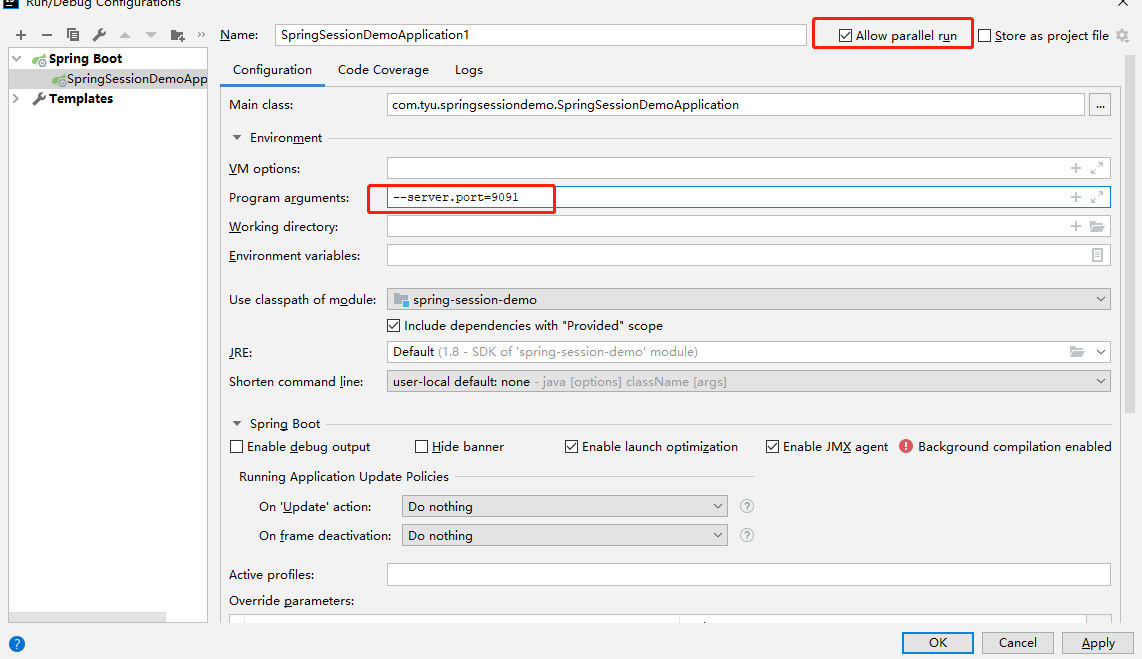 Run/Debug Configurations
Name: SpringSessionDemoApplication1 Allow parallel run Store as project file
Spring Boot
SpringSessionDemoApp
Templates
Configuration Code Coverage Logs
Main class: com.tyu.springsessiondemo.SpringSessionDemoApplication ...
Environment
VM options:
Program arguments: --server.port=9091
Working directory:
Environment variables:
Use classpath of module: spring-session-demo
Include dependencies with "Provided" scope
JRE: Default (1.8 - SDK of 'spring-session-demo' module)
Shorten command line: user-local default: none - java [options] className [args]
Spring Boot
Enable debug output Hide banner Enable launch optimization Enable JMX agent Background compilation enabled
Running Application Update Policies
On 'Update' action: Do nothing ?
On frame deactivation: Do nothing ?
Active profiles:
Override parameters:
? OK Cancel Apply